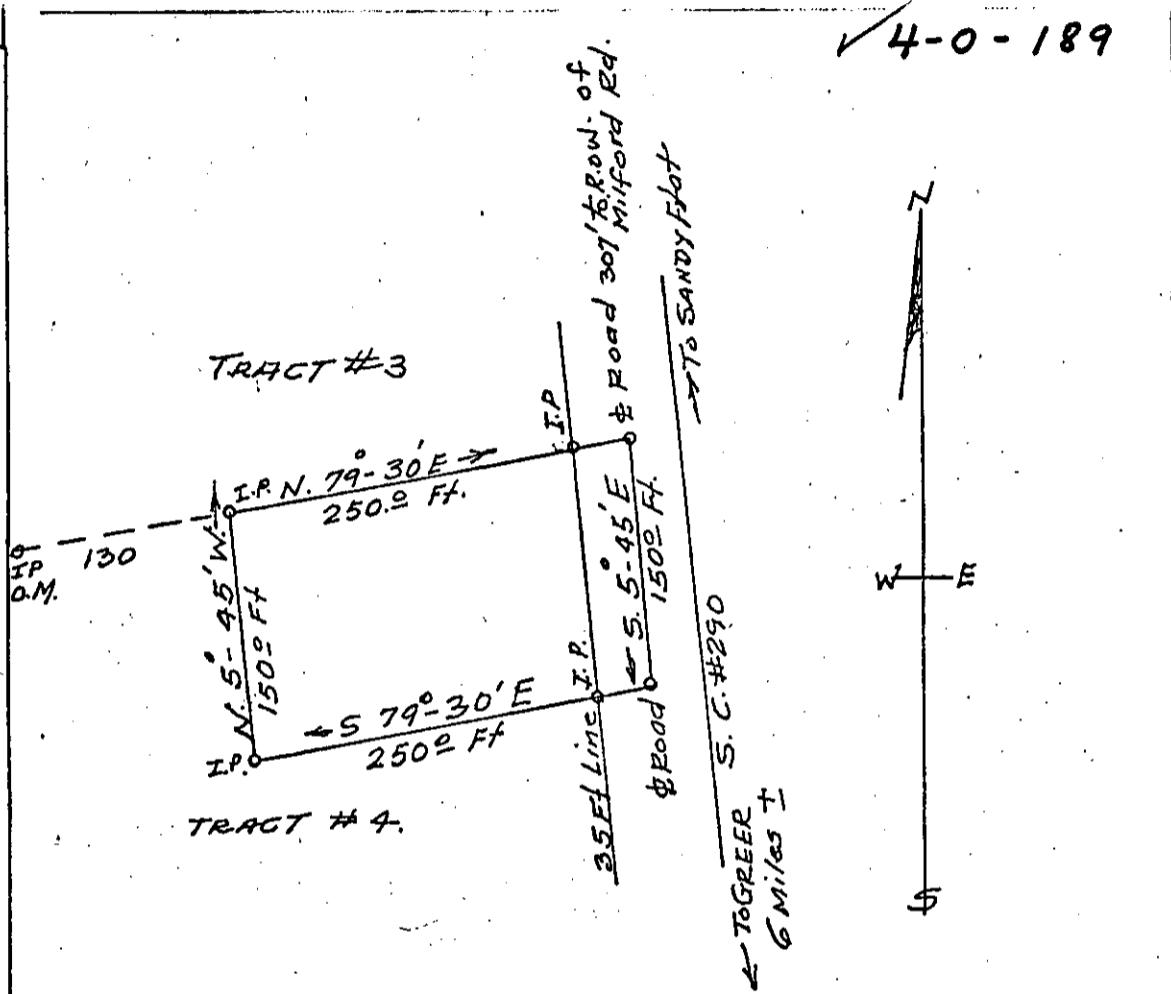 ✓ 4-0-189
℄ Road 307' to R.O.W. of
Milford Rd.
→ To SANDY Flat
N
TRACT #3
I.P
I.P. N. 79°-30' E →
250.0 Ft.
130
IP
O.M.
N. 5°-45' W. →
150.0 Ft
← S. 5°-45' E
150.0 Ft.
W E
I.P.
← S 79°-30' E
250.0 Ft
I.P.
35 Ft Line
℄ Road
S. C. #290
TRACT #4.
← To GREER
6 Miles ±
S